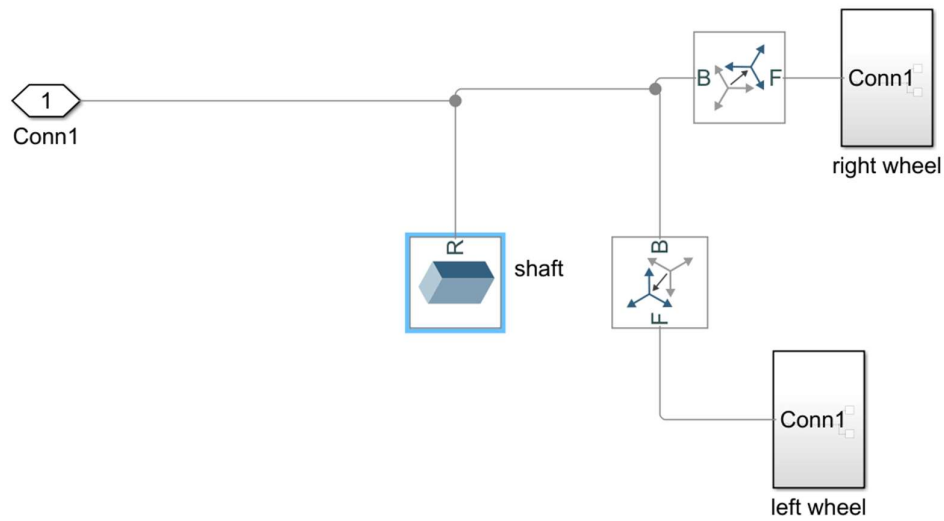 1
Conn1
B
F
Conn1
right wheel
R
shaft
B
F
Conn1
left wheel